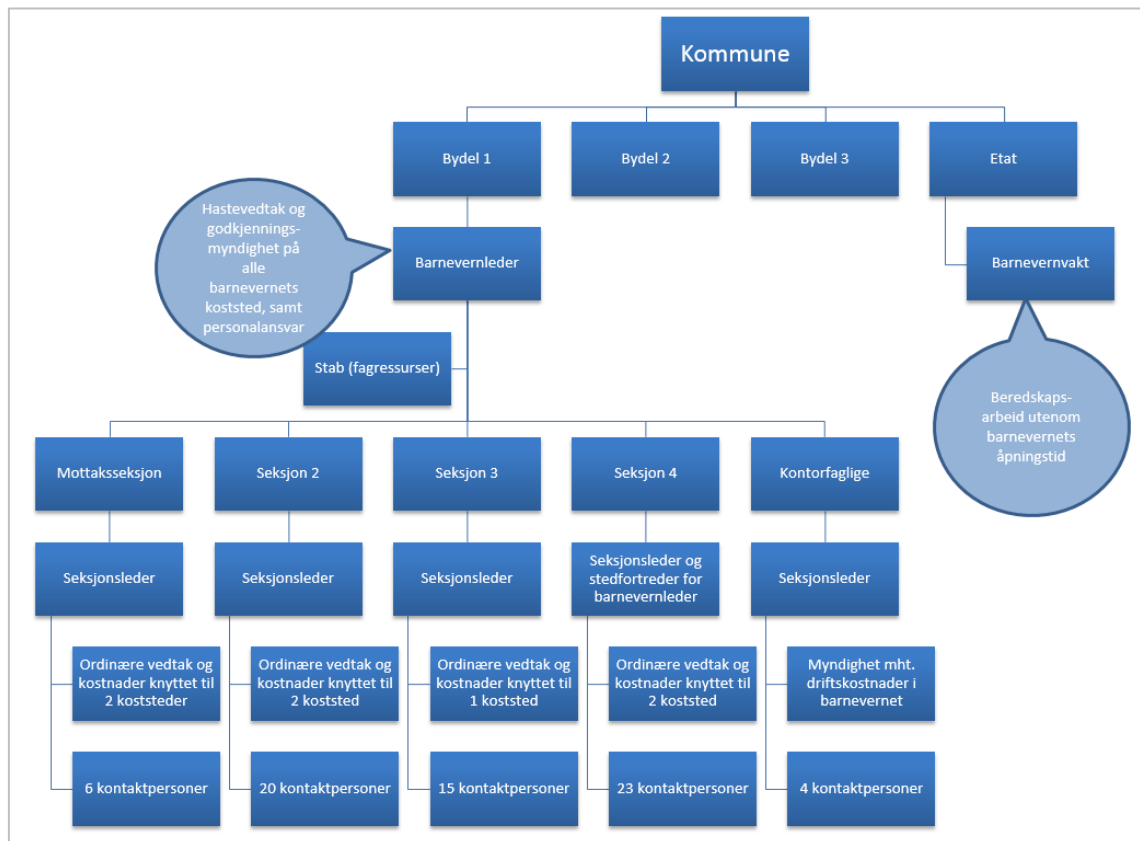 Kommune
Bydel 1
Bydel 2
Bydel 3
Etat
Hastevedtak og
godkjennings-
myndighet på
alle
barnevernets
koststed, samt
personalansvar
Barnevernleder
Barnevernvakt
Stab (fagressurser)
Beredskaps-
arbeid utenom
barnevernets
åpningstid
Mottaksseksjon
Seksjon 2
Seksjon 3
Seksjon 4
Kontorfaglige
Seksjonsleder
Seksjonsleder
Seksjonsleder
Seksjonsleder og
stedfortreder for
barnevernleder
Seksjonsleder
Ordinære vedtak og
kostnader knyttet til
2 koststeder
Ordinære vedtak og
kostnader knyttet til
2 koststed
Ordinære vedtak og
kostnader knyttet til
1 koststed
Ordinære vedtak og
kostnader knyttet til
2 koststed
Myndighet mht.
driftskostnader i
barnevernet
6 kontaktpersoner
20 kontaktpersoner
15 kontaktpersoner
23 kontaktpersoner
4 kontaktpersoner